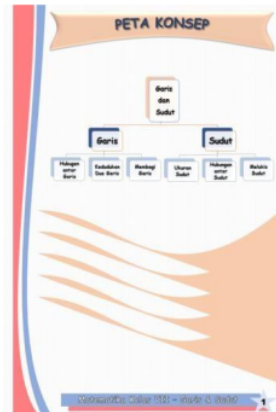 PETA KONSEP
Garis
dan
Sudut
Garis
Sudut
Hubugan
antar
Garis
Kedudukan
Dua Garis
Membagi
Garis
Ukuran
Sudut
Hubungan
antar
Sudut
Melukis
Sudut
Matematika Kelas VII - Garis & Sudut
1